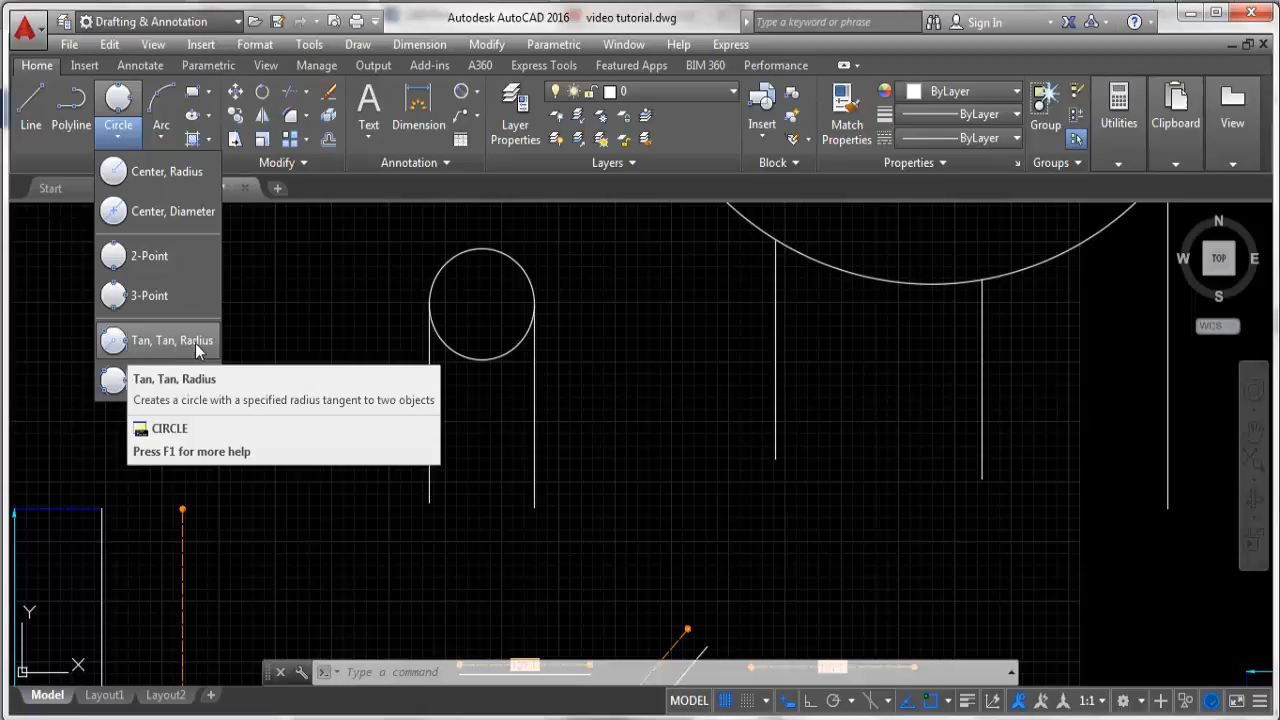 Drafting & Annotation
Autodesk AutoCAD 2016 video tutorial.dwg
Type a keyword or phrase
Sign In
File Edit View Insert Format Tools Draw Dimension Modify Parametric Window Help Express
Home Insert Annotate Parametric View Manage Output Add-ins A360 Express Tools Featured Apps BIM 360 Performance
0
ByLayer
ByLayer
ByLayer
Line Polyline Circle Arc
Text Dimension
Layer Properties
Insert
Match Properties
Group
Utilities Clipboard View
Modify Annotation Layers Block Properties Groups
Start
Center, Radius
Center, Diameter
2-Point
3-Point
Tan, Tan, Radius
Tan, Tan, Radius
Creates a circle with a specified radius tangent to two objects
CIRCLE
Press F1 for more help
N
W TOP E
S
WCS
Y
X
Type a command
Model Layout1 Layout2
MODEL
1:1